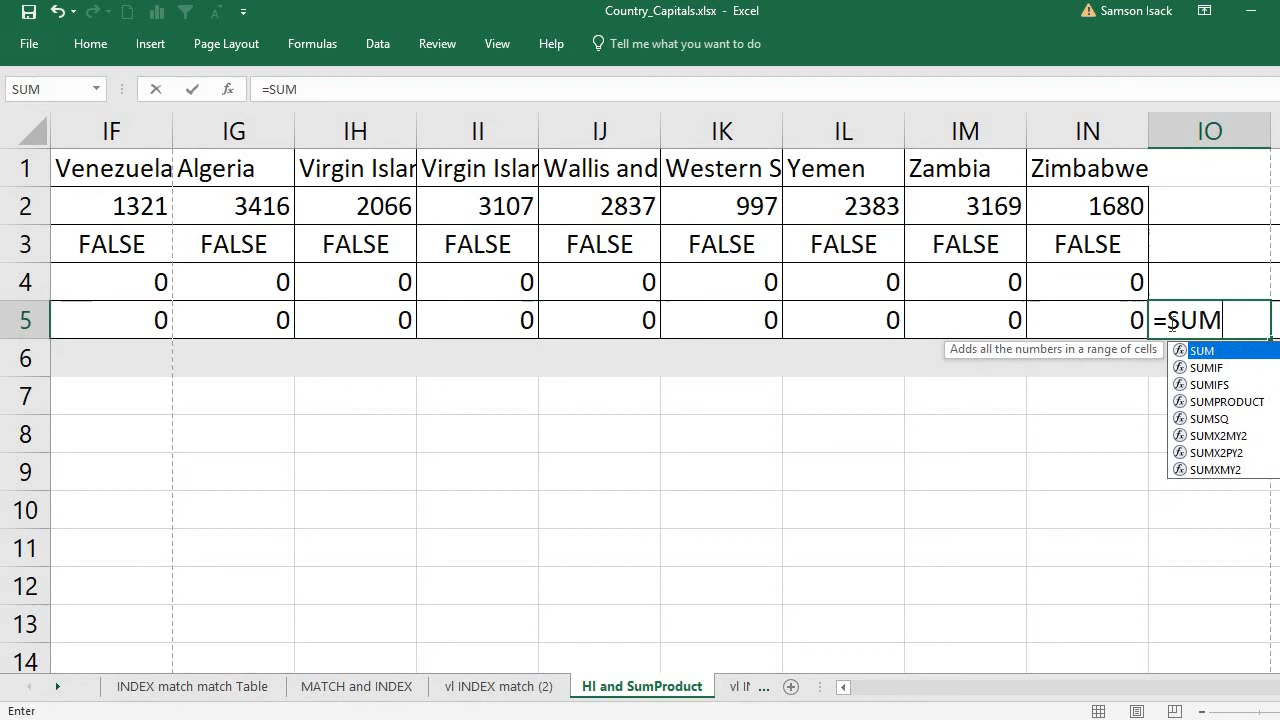 Country_Capitals.xlsx - Excel
Samson Isack
File Home Insert Page Layout Formulas Data Review View Help Tell me what you want to do
SUM =SUM
IF IG IH II IJ IK IL IM IN IO
1 Venezuela Algeria Virgin Islan Virgin Islan Wallis and Western S Yemen Zambia Zimbabwe
2 1321 3416 2066 3107 2837 997 2383 3169 1680
3 FALSE FALSE FALSE FALSE FALSE FALSE FALSE FALSE FALSE
4 0 0 0 0 0 0 0 0 0
5 0 0 0 0 0 0 0 0 0 =SUM
6 Adds all the numbers in a range of cells SUM
SUMIF
SUMIFS
7 SUMPRODUCT
SUMSQ
8 SUMX2MY2
SUMX2PY2
9 SUMXMY2
10
11
12
13
14
INDEX match match Table MATCH and INDEX vl INDEX match (2) HI and SumProduct vl IN ...
Enter